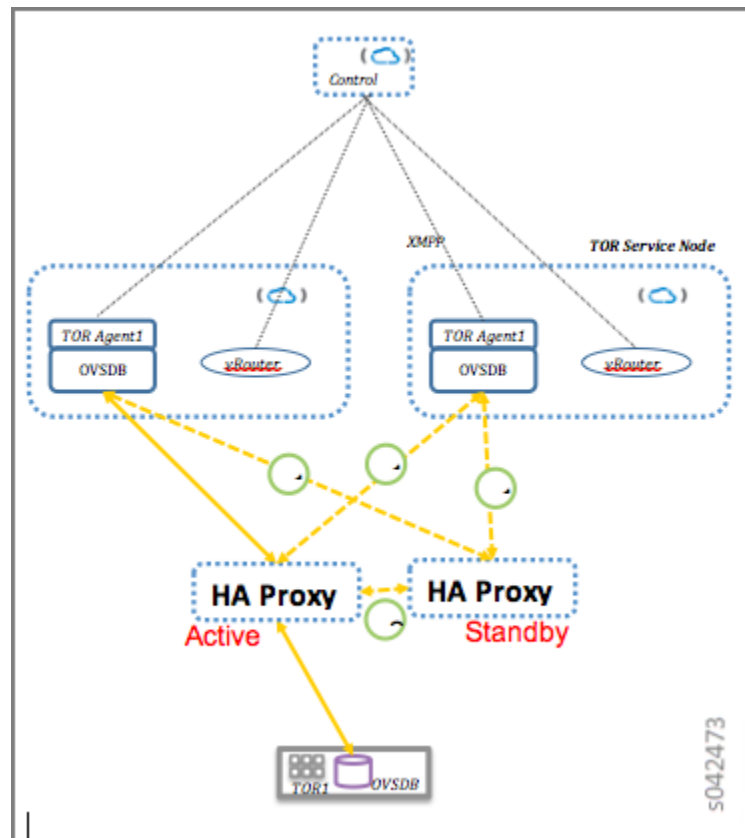 Control
XMPP
TOR Service Node
TOR Agent1
OVSDB
vRouter
TOR Agent1
OVSDB
vRouter
HA Proxy
Active
HA Proxy
Standby
TOR1
OVSDB
s042473